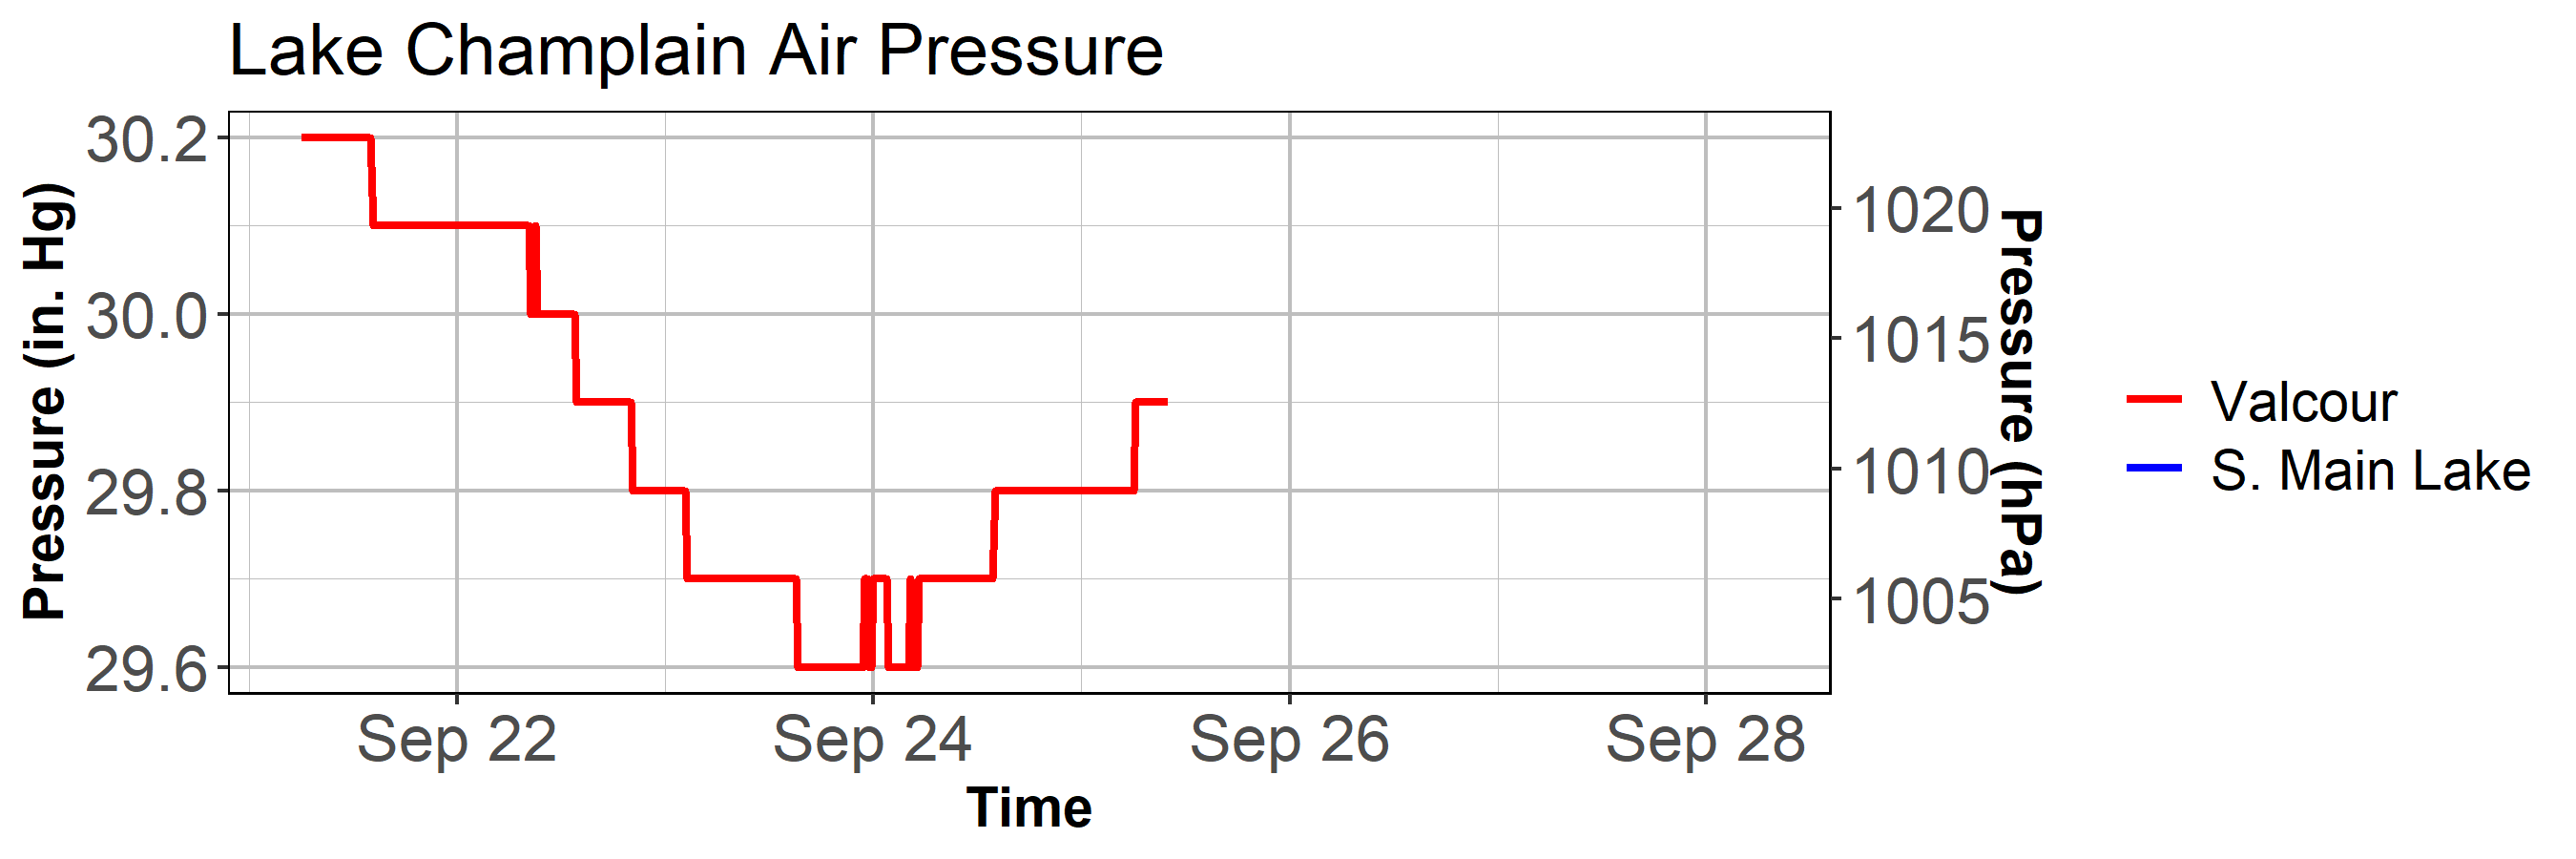 Lake Champlain Air Pressure
30.2
30.0
29.8
29.6
Pressure (in. Hg)
1020
1015
1010
1005
Pressure (hPa)
Valcour
S. Main Lake
Sep 22
Sep 24
Sep 26
Sep 28
Time